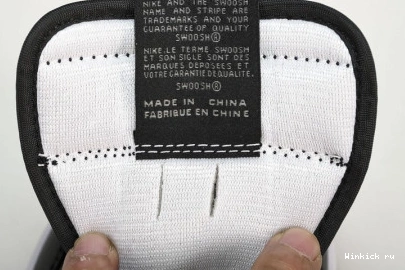 NIKE AND THE SWOOSH
NAME AND STRIPE ARE
TRADEMARKS AND YOUR
GUARANTEE OF QUALITY
SWOOSH®
NIKE.LE TERME SWOOSH
ET SON SIGLE SONT DES
MARQUES DEPOSEES ET
VOTRE GARANTIE DE QUALITE.
SWOOSH®
MADE IN CHINA
FABRIQUE EN CHINE
Winkick ru